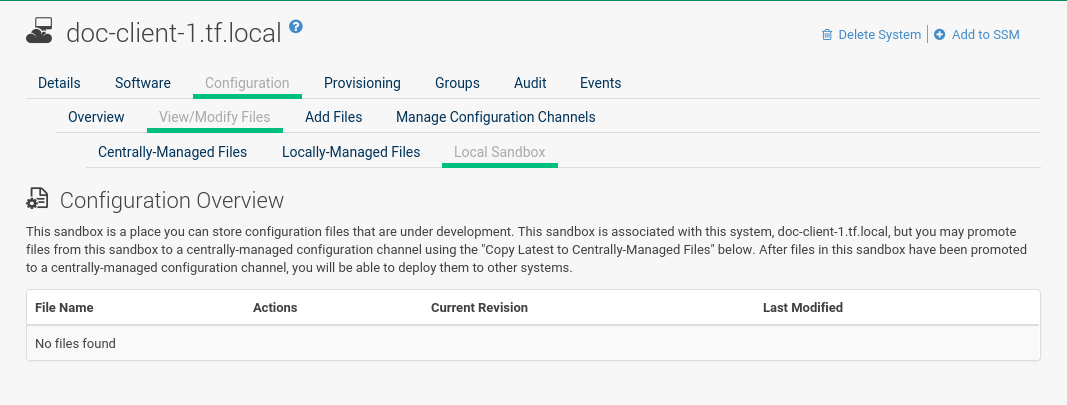 doc-client-1.tf.local ?
Delete System | Add to SSM
Details Software Configuration Provisioning Groups Audit Events
Overview View/Modify Files Add Files Manage Configuration Channels
Centrally-Managed Files Locally-Managed Files Local Sandbox
Configuration Overview
This sandbox is a place you can store configuration files that are under development. This sandbox is associated with this system, doc-client-1.tf.local, but you may promote
files from this sandbox to a centrally-managed configuration channel using the "Copy Latest to Centrally-Managed Files" below. After files in this sandbox have been promoted
to a centrally-managed configuration channel, you will be able to deploy them to other systems.
File Name Actions Current Revision Last Modified
No files found